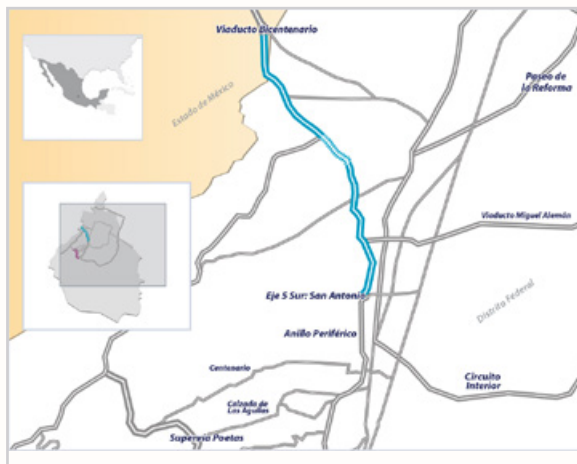 Viaducto Bicentenario
Estado de México
Paseo de
la Reforma
Viaducto Miguel Alemán
Eje 5 Sur: San Antonio
Distrito Federal
Anillo Periférico
Centenario
Circuito
Interior
Calzada de
Las Águilas
Supervía Poetas